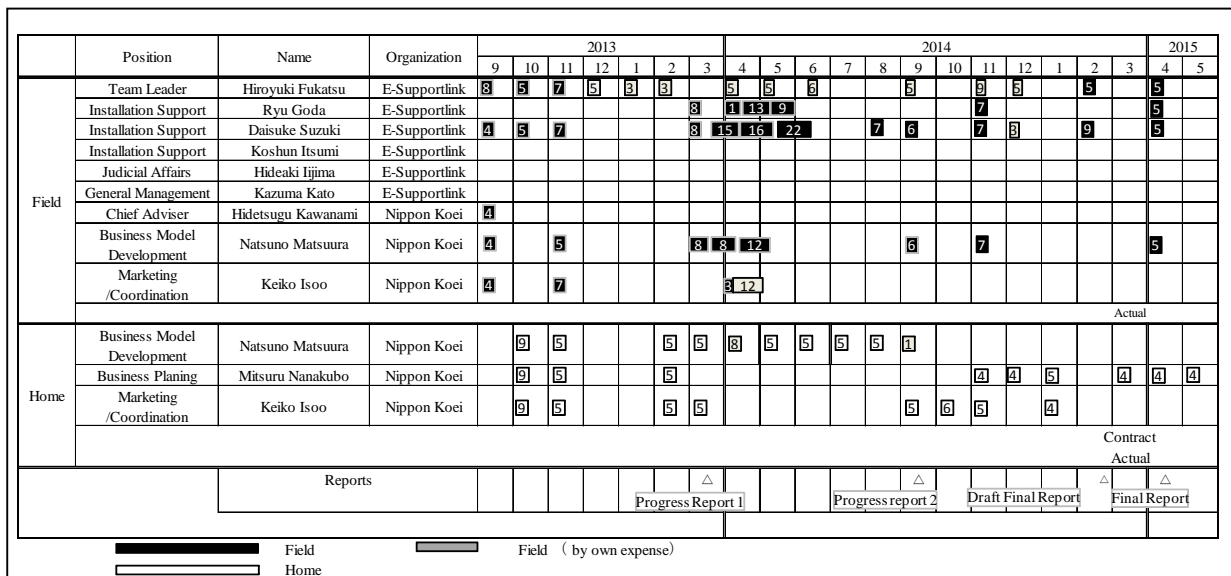 Position Name Organization 2013 2014 2015
9 10 11 12 1 2 3 4 5 6 7 8 9 10 11 12 1 2 3 4 5
Field
Team Leader Hiroyuki Fukatsu E-Supportlink 8 5 7 5 3 3 5 5 6 5 9 5 5 5
Installation Support Ryu Goda E-Supportlink 8 1 13 9 7 5
Installation Support Daisuke Suzuki E-Supportlink 4 5 7 8 15 16 22 7 6 7 3 9 5
Installation Support Koshun Itsumi E-Supportlink
Judicial Affairs Hideaki Iijima E-Supportlink
General Management Kazuma Kato E-Supportlink
Chief Adviser Hidetsugu Kawanami Nippon Koei 4
Business Model
Development Natsuno Matsuura Nippon Koei 4 5 8 8 12 6 7 5
Marketing
/Coordination Keiko Isoo Nippon Koei 4 7 3 12
Actual
Home
Business Model
Development Natsuno Matsuura Nippon Koei 9 5 5 5 8 5 5 5 5 1
Business Planing Mitsuru Nanakubo Nippon Koei 9 5 5 4 4 5 4 4 4
Marketing
/Coordination Keiko Isoo Nippon Koei 9 5 5 5 5 6 5 4
Contract
Actual
Reports △ △ △ △
Progress Report 1 Progress report 2 Draft Final Report Final Report
Field Field （ by own expense）
Home